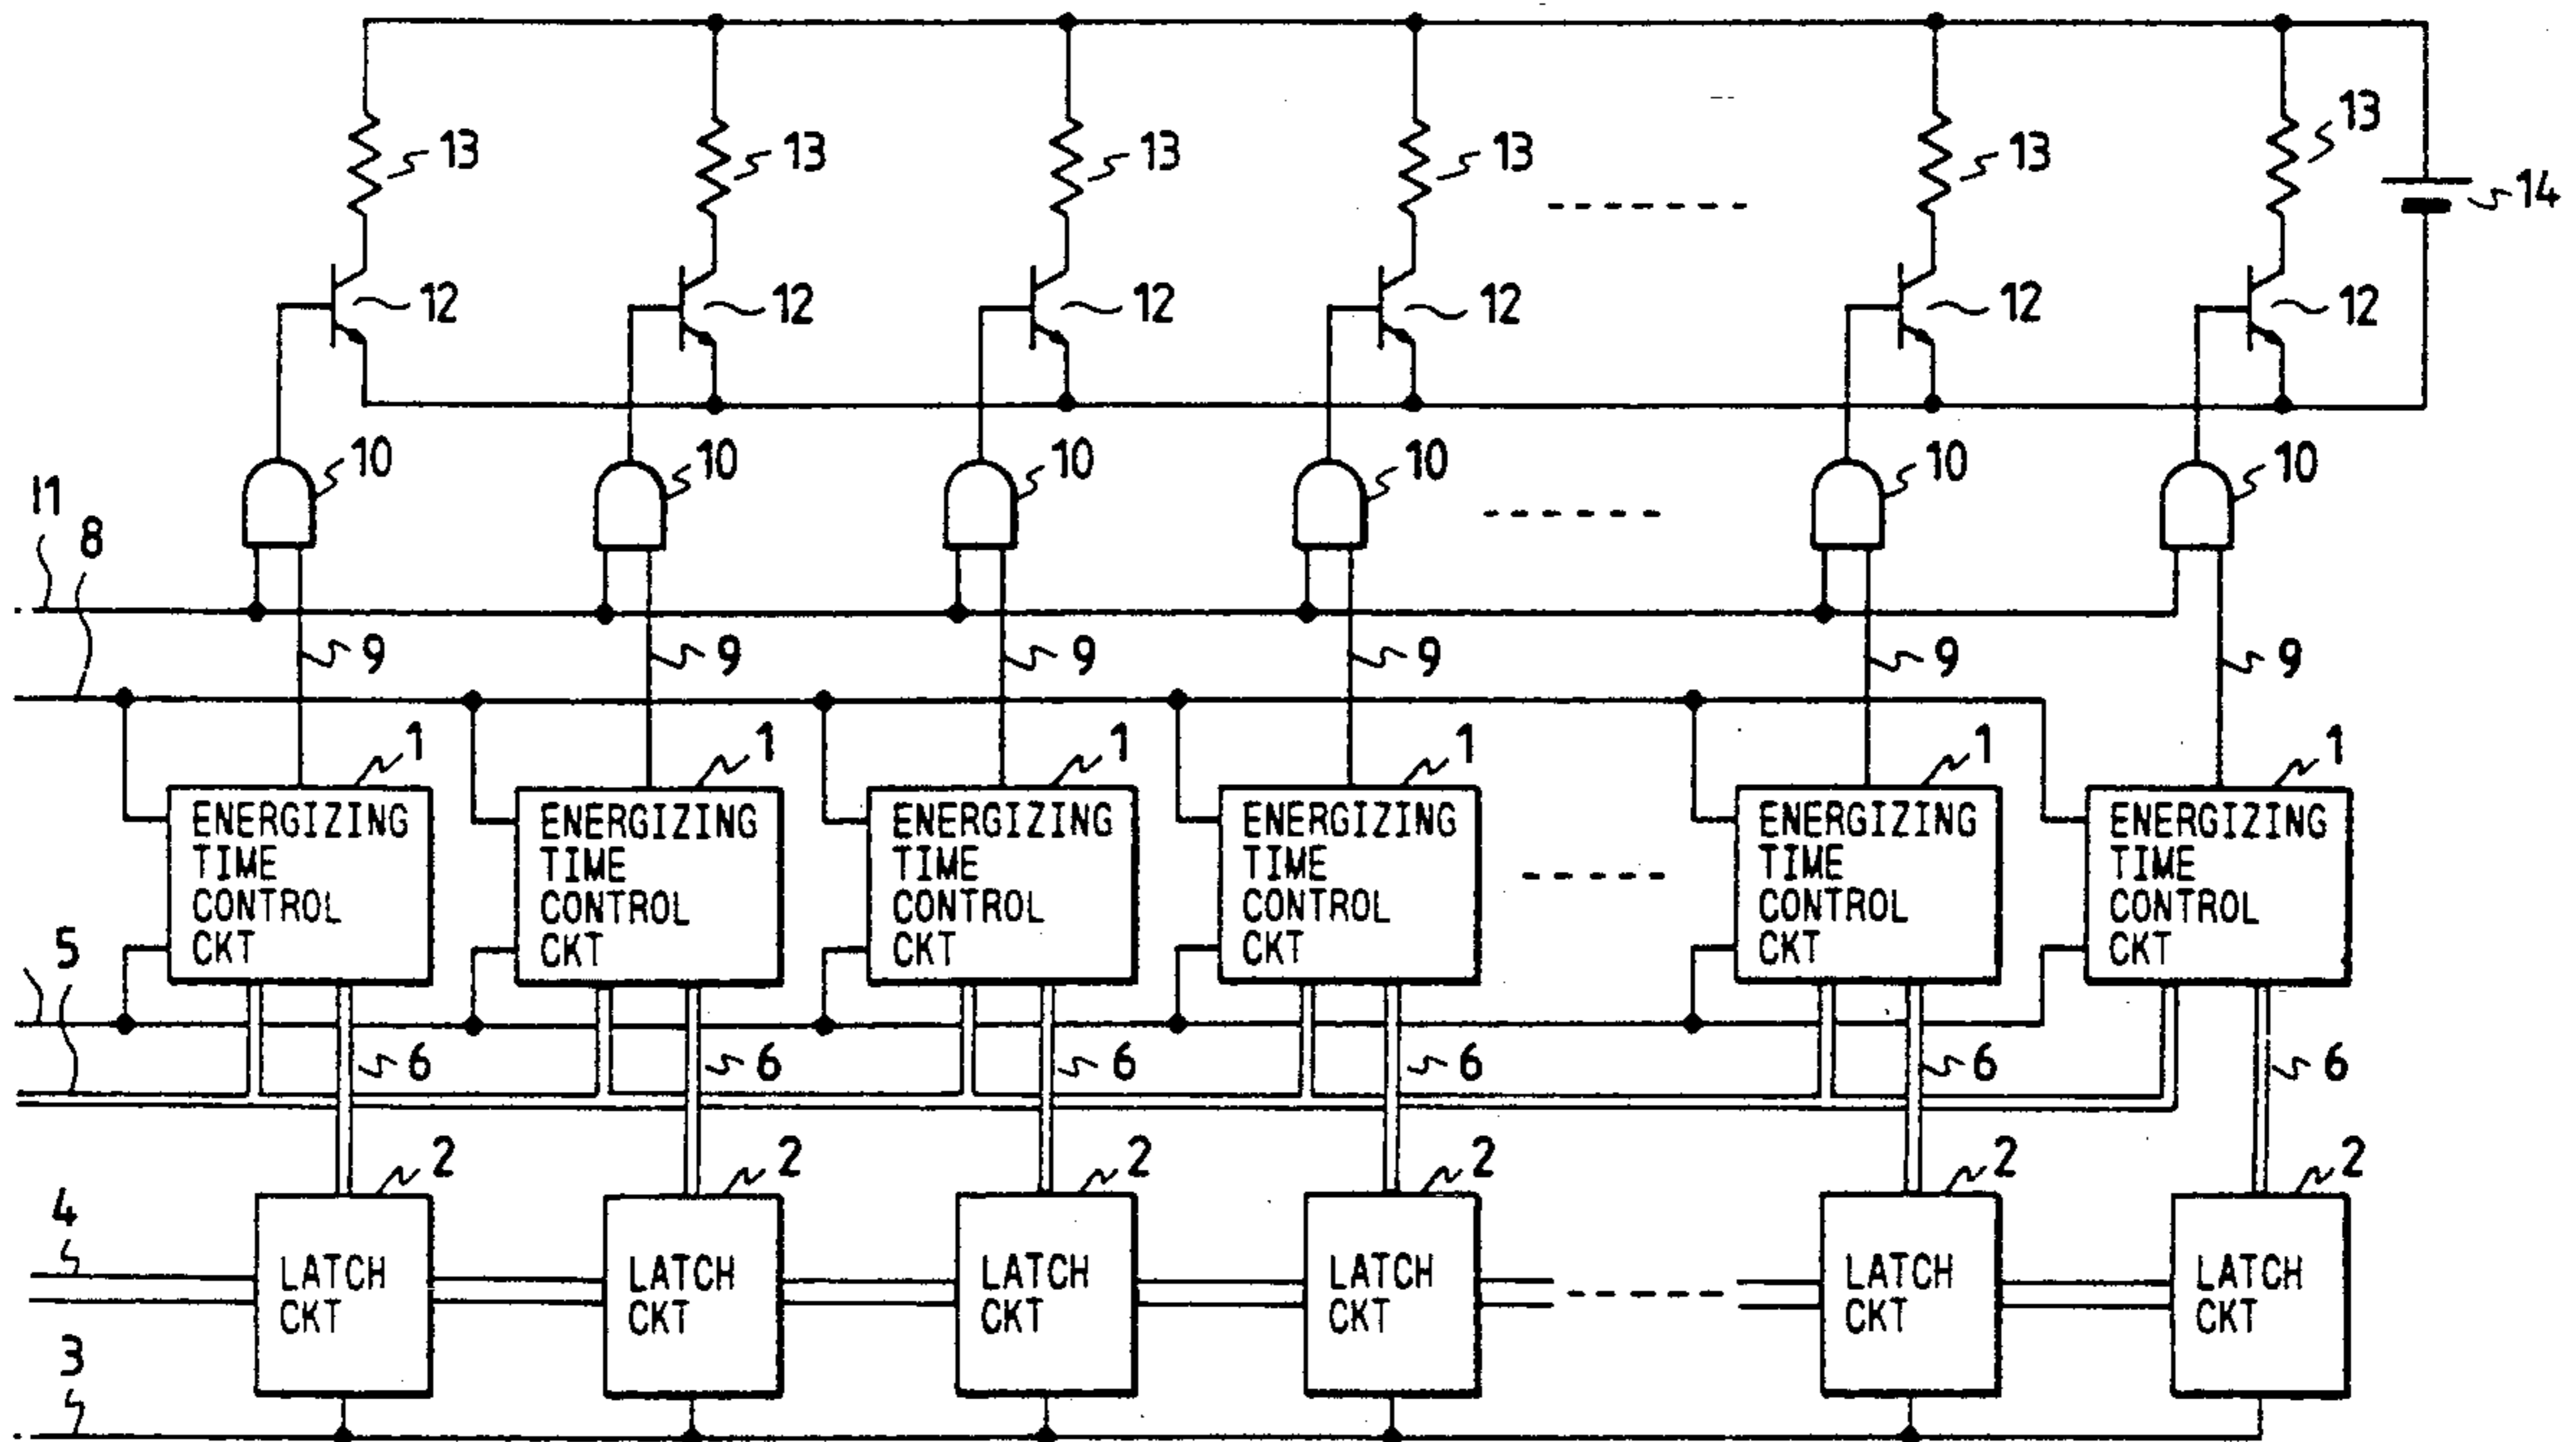 13 13 13 13 13 13
14
12 12 12 12 12 12
10 10 10 10 10 10
11
8
9 9 9 9 9 9
1 1 1 1 1 1
ENERGIZING TIME CONTROL CKT
ENERGIZING TIME CONTROL CKT
ENERGIZING TIME CONTROL CKT
ENERGIZING TIME CONTROL CKT
ENERGIZING TIME CONTROL CKT
ENERGIZING TIME CONTROL CKT
5
6 6 6 6 6 6
2 2 2 2 2 2
4
LATCH CKT
LATCH CKT
LATCH CKT
LATCH CKT
LATCH CKT
LATCH CKT
3